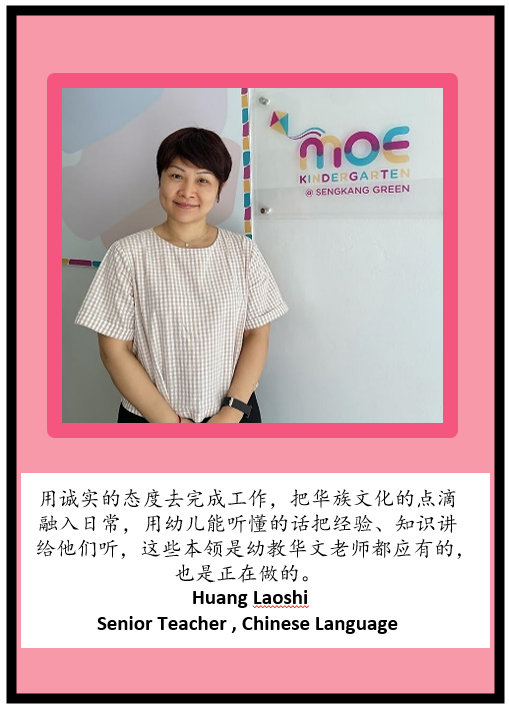 moe
KINDERGARTEN
@ SENGKANG GREEN
用诚实的态度去完成工作，把华族文化的点滴
融入日常，用幼儿能听懂的话把经验、知识讲
给他们听，这些本领是幼教华文老师都应有的，
也是正在做的。
Huang Laoshi
Senior Teacher , Chinese Language